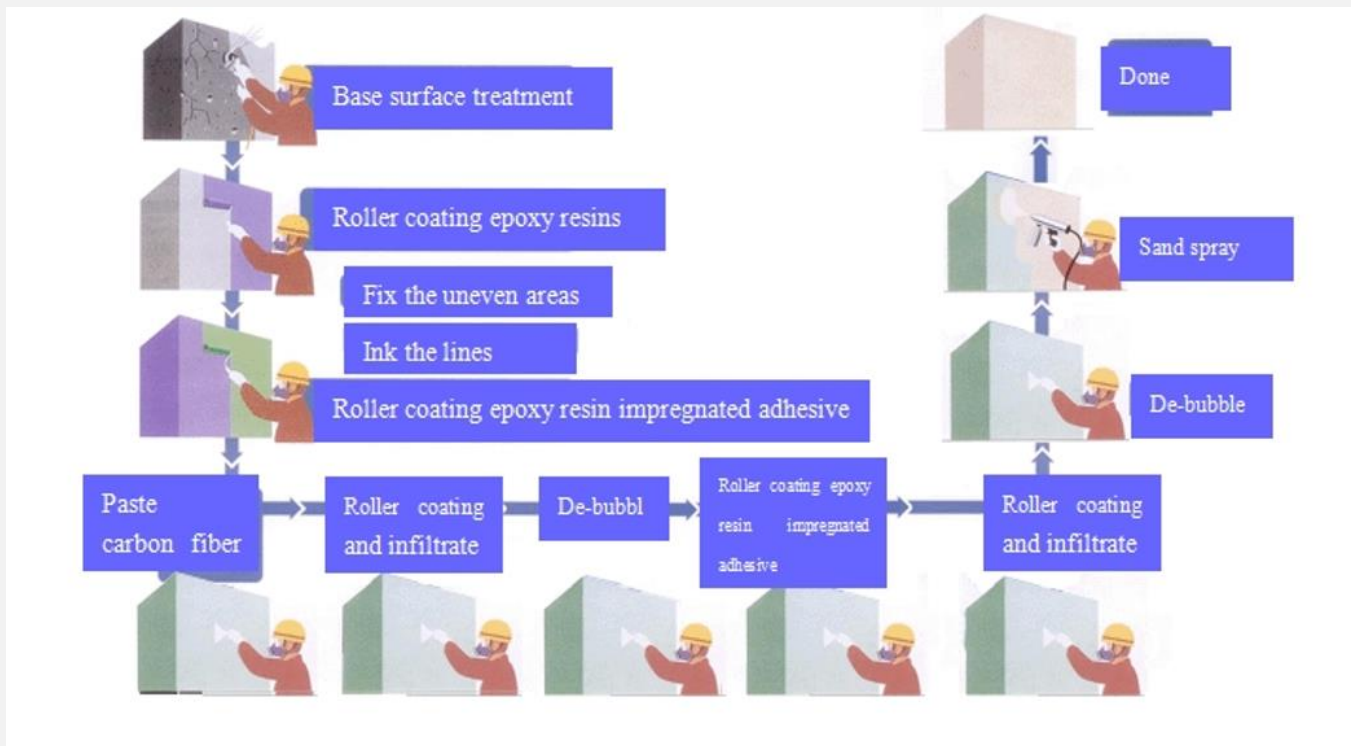 Base surface treatment
Roller coating epoxy resins
Fix the uneven areas
Ink the lines
Roller coating epoxy resin impregnated adhesive
Paste
carbon fiber
Roller coating
and infiltrate
De-bubbl
Roller coating epoxy
resin impregnated
adhesive
Roller coating
and infiltrate
De-bubble
Sand spray
Done